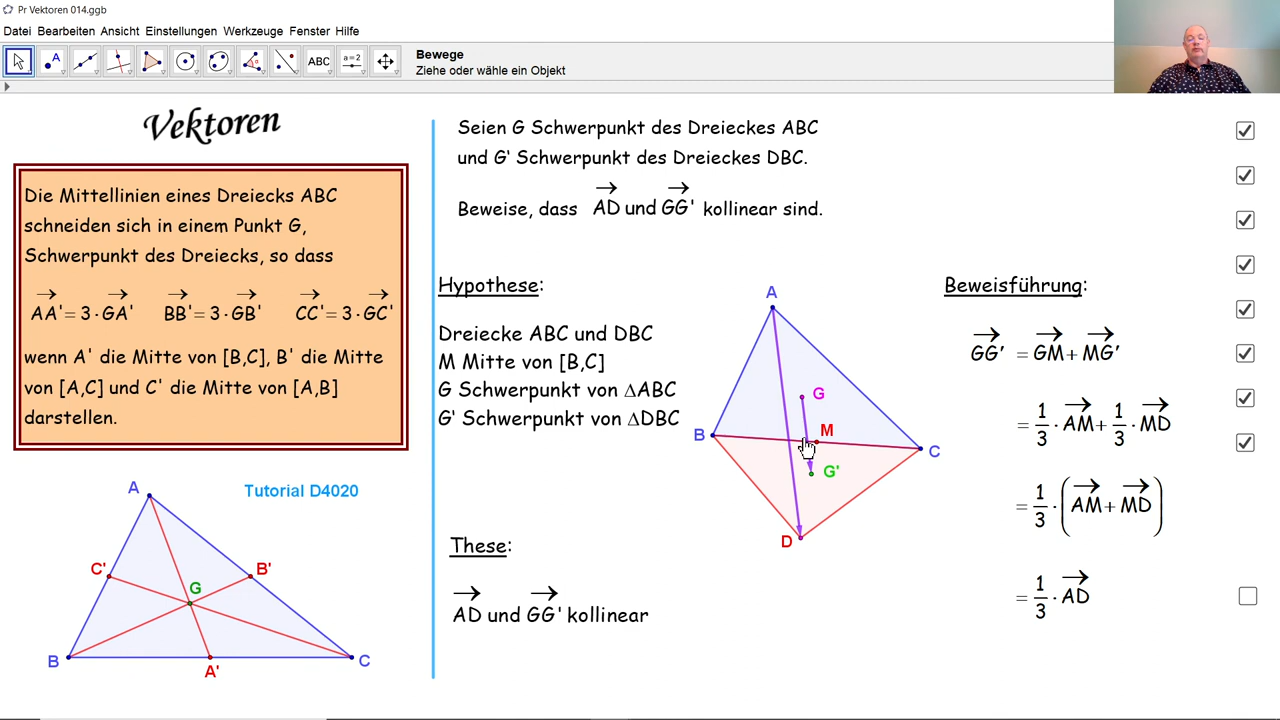 Pr Vektoren 014.ggb
Datei Bearbeiten Ansicht Einstellungen Werkzeuge Fenster Hilfe
A
ABC
a=2
Bewege
Ziehe oder wähle ein Objekt
Vektoren
Die Mittellinien eines Dreiecks ABC
schneiden sich in einem Punkt G,
Schwerpunkt des Dreiecks, so dass
AA'= 3·GA' BB'= 3·GB' CC'= 3·GC'
wenn A' die Mitte von [B,C], B' die Mitte
von [A,C] und C' die Mitte von [A,B]
darstellen.
Tutorial D4020
A
C'
B'
G
B
A'
C
Seien G Schwerpunkt des Dreieckes ABC
und G' Schwerpunkt des Dreieckes DBC.
Beweise, dass AD und GG' kollinear sind.
Hypothese:
Dreiecke ABC und DBC
M Mitte von [B,C]
G Schwerpunkt von ΔABC
G' Schwerpunkt von ΔDBC
These:
AD und GG' kollinear
A
G
B
M
C
G'
D
Beweisführung:
GG' = GM + MG'
= 1/3 · AM + 1/3 · MD
= 1/3 · (AM + MD)
= 1/3 · AD